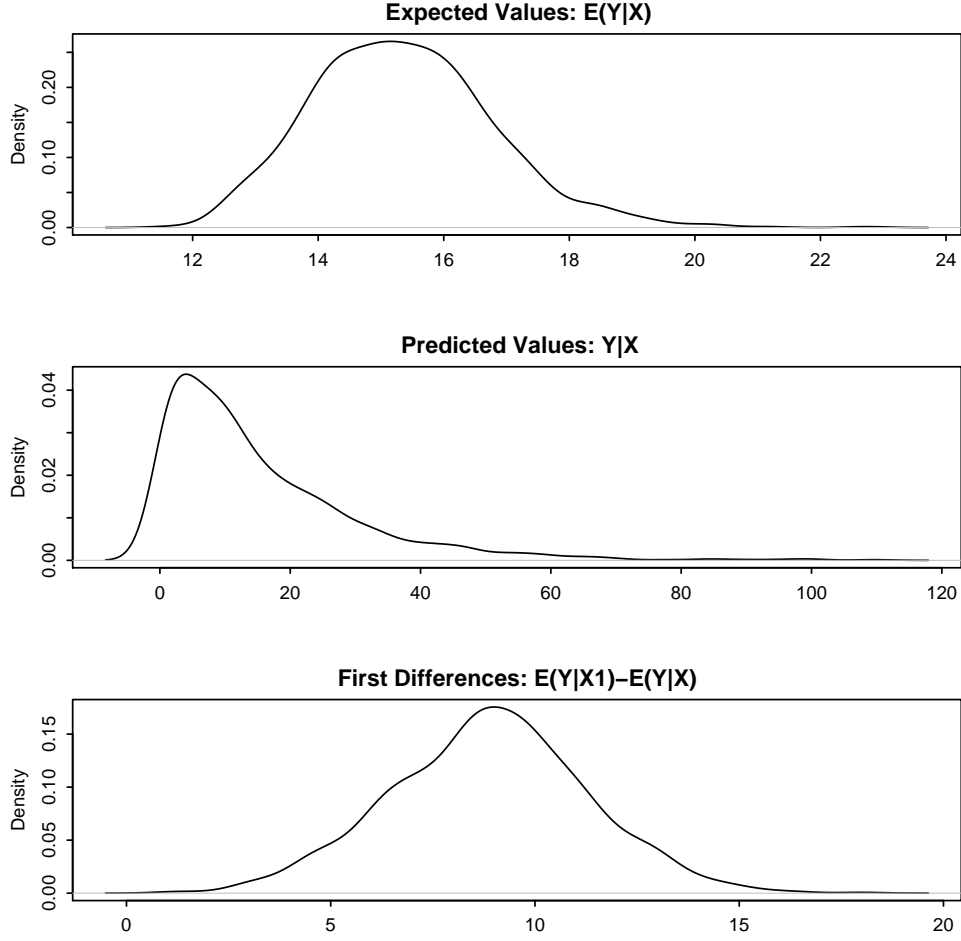 Expected Values: E(Y|X)
Density
0.00 0.10 0.20
12 14 16 18 20 22 24
Predicted Values: Y|X
Density
0.00 0.02 0.04
0 20 40 60 80 100 120
First Differences: E(Y|X1)−E(Y|X)
Density
0.00 0.05 0.10 0.15
0 5 10 15 20